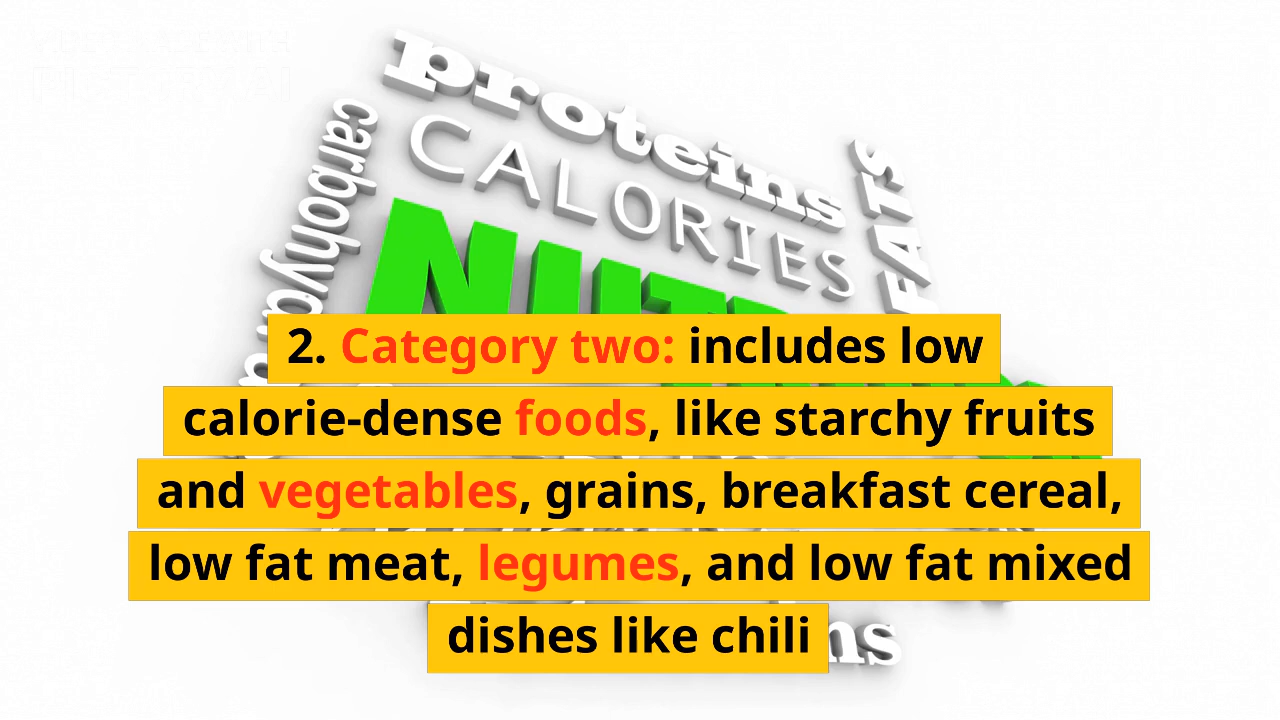 proteins
CALORIES
FATS
2. Category two: includes low
calorie-dense foods, like starchy fruits
and vegetables, grains, breakfast cereal,
low fat meat, legumes, and low fat mixed
dishes like chili